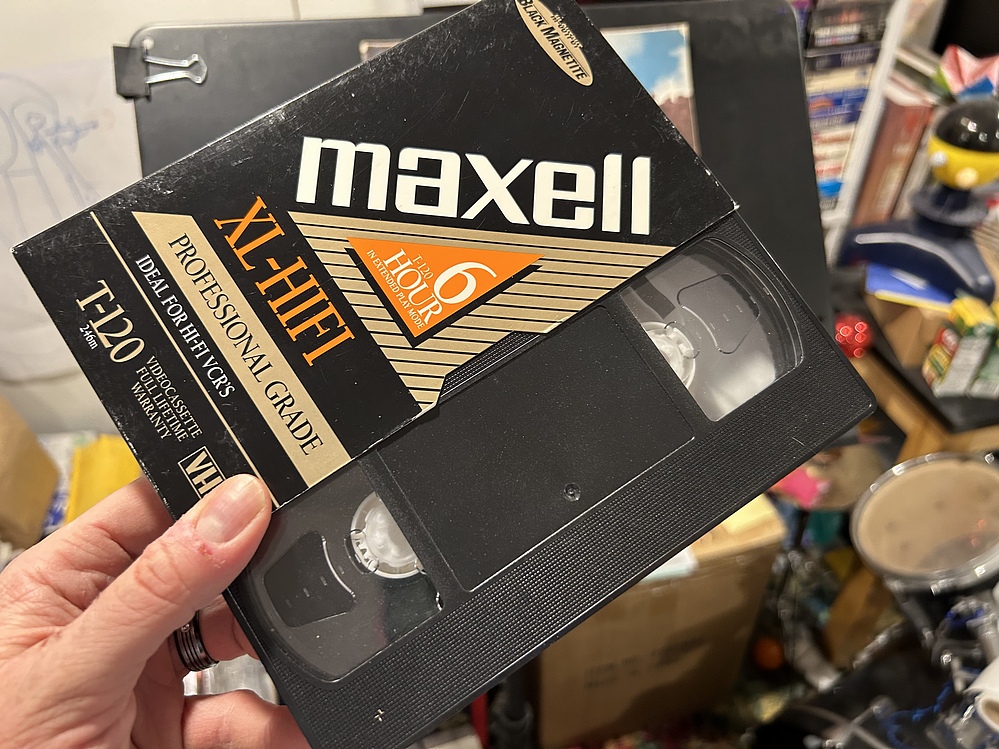 BLACK MAGNETITE
maxell
XL-HIFI
PROFESSIONAL GRADE
IDEAL FOR HI-FI VCR'S
T-120
6
HOUR
IN EXTENDED PLAY MODE
T-120
246m
VIDEOCASSETTE
FULL LIFETIME
WARRANTY
VH